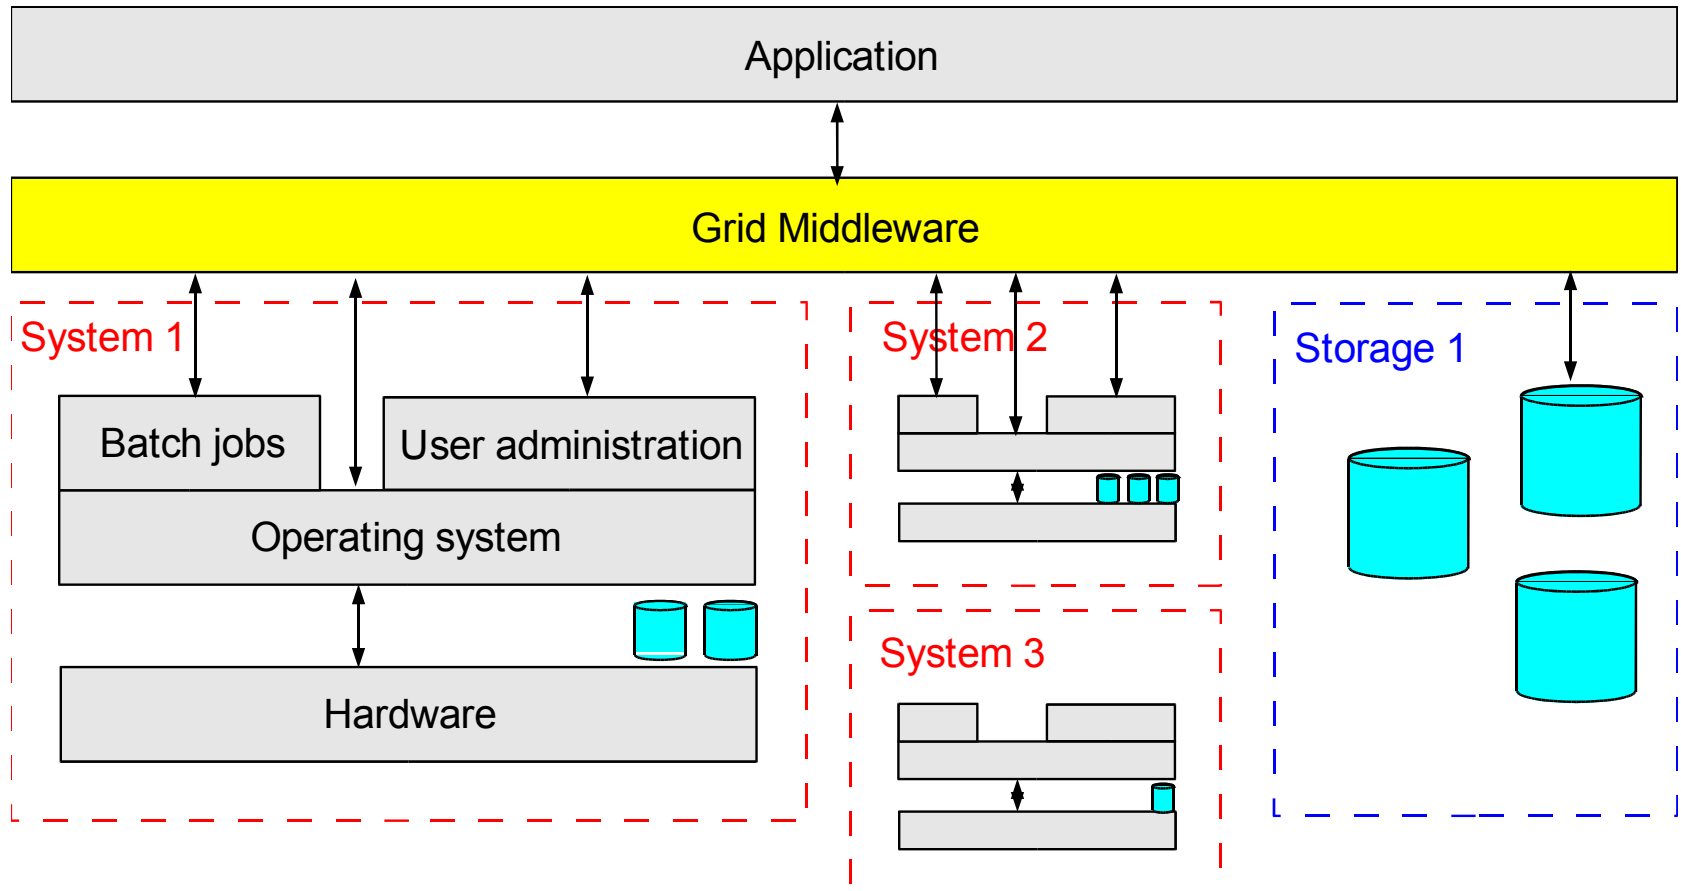 Application
Grid Middleware
System 1
System 2
Storage 1
Batch jobs
User administration
Operating system
System 3
Hardware